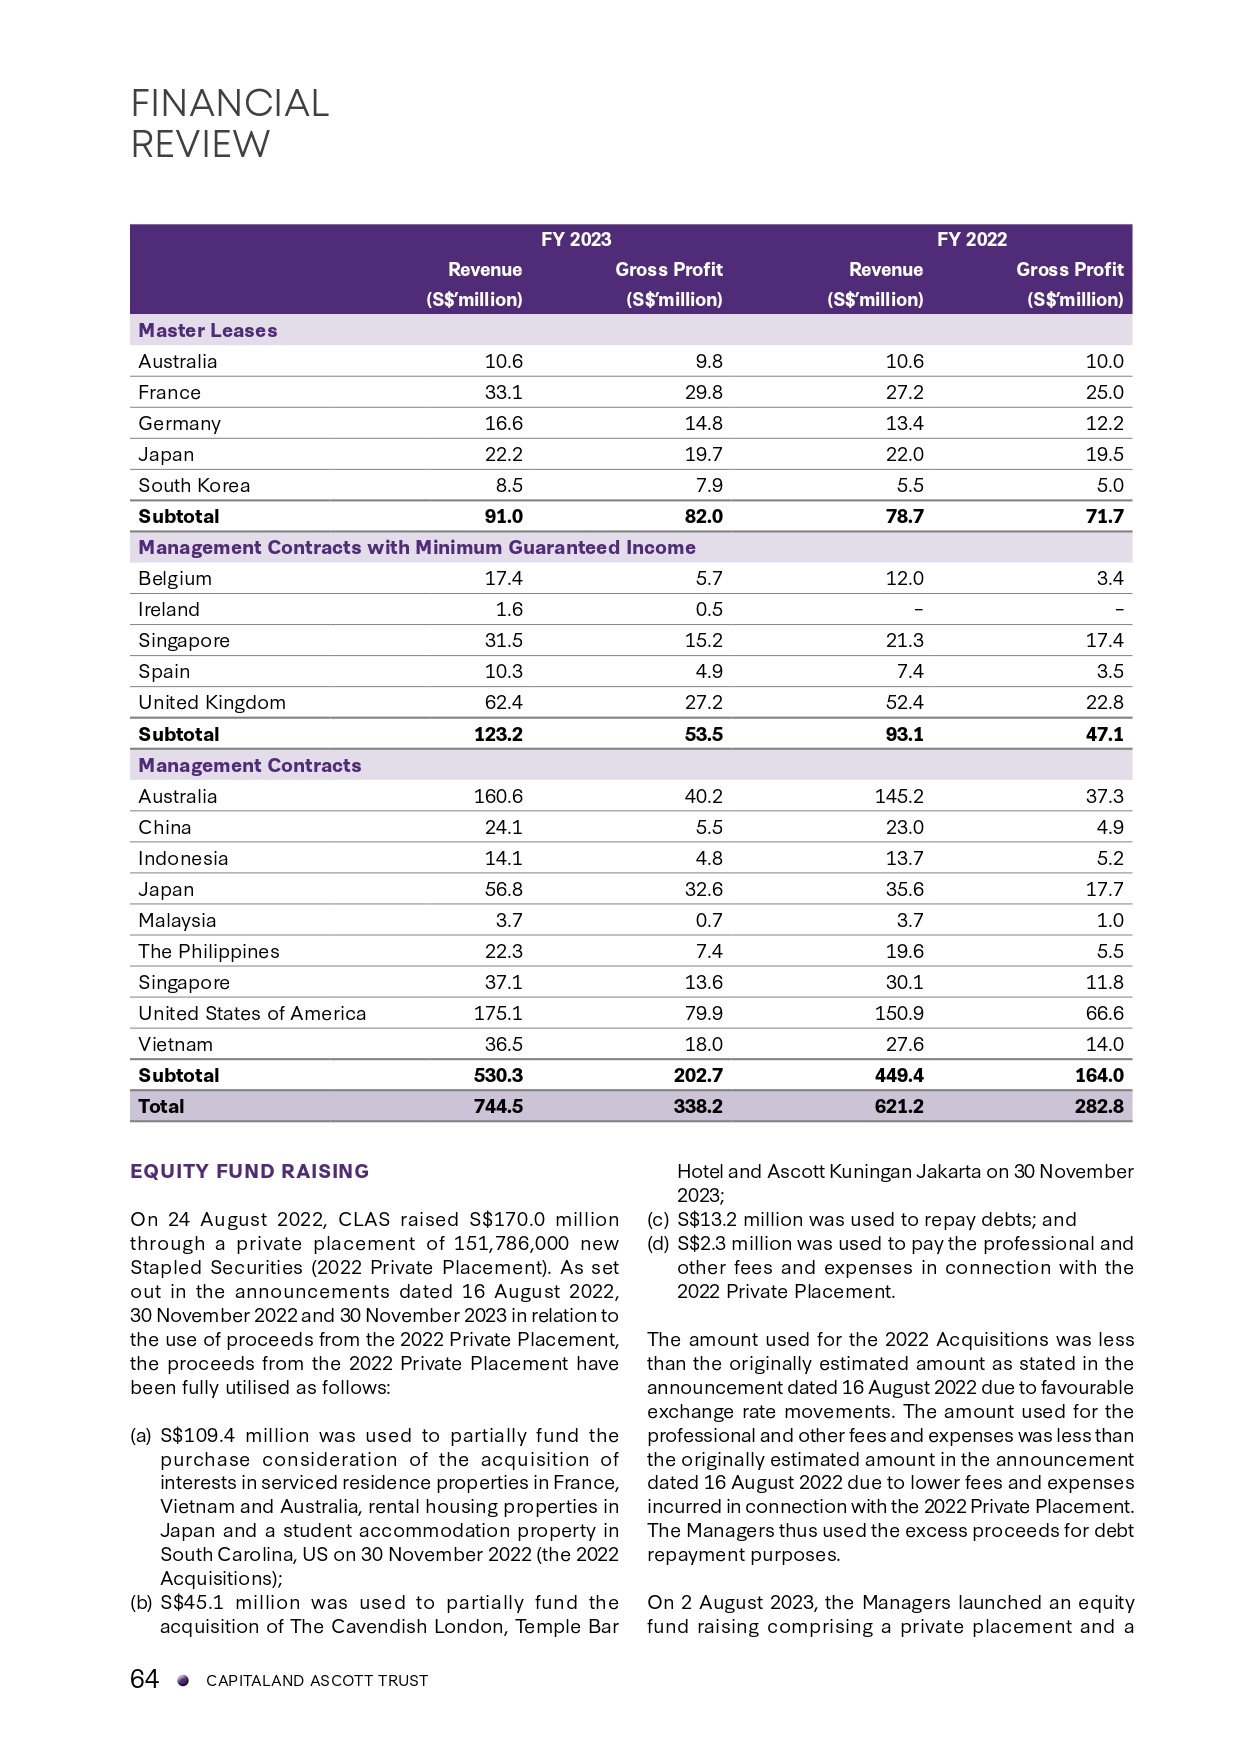 FINANCIAL
REVIEW
FY 2023 FY 2022
Revenue Gross Profit Revenue Gross Profit
(S$'million) (S$'million) (S$'million) (S$'million)
Master Leases
Australia 10.6 9.8 10.6 10.0
France 33.1 29.8 27.2 25.0
Germany 16.6 14.8 13.4 12.2
Japan 22.2 19.7 22.0 19.5
South Korea 8.5 7.9 5.5 5.0
Subtotal 91.0 82.0 78.7 71.7
Management Contracts with Minimum Guaranteed Income
Belgium 17.4 5.7 12.0 3.4
Ireland 1.6 0.5 – –
Singapore 31.5 15.2 21.3 17.4
Spain 10.3 4.9 7.4 3.5
United Kingdom 62.4 27.2 52.4 22.8
Subtotal 123.2 53.5 93.1 47.1
Management Contracts
Australia 160.6 40.2 145.2 37.3
China 24.1 5.5 23.0 4.9
Indonesia 14.1 4.8 13.7 5.2
Japan 56.8 32.6 35.6 17.7
Malaysia 3.7 0.7 3.7 1.0
The Philippines 22.3 7.4 19.6 5.5
Singapore 37.1 13.6 30.1 11.8
United States of America 175.1 79.9 150.9 66.6
Vietnam 36.5 18.0 27.6 14.0
Subtotal 530.3 202.7 449.4 164.0
Total 744.5 338.2 621.2 282.8
EQUITY FUND RAISING
On 24 August 2022, CLAS raised S$170.0 million
through a private placement of 151,786,000 new
Stapled Securities (2022 Private Placement). As set
out in the announcements dated 16 August 2022,
30 November 2022 and 30 November 2023 in relation to
the use of proceeds from the 2022 Private Placement,
the proceeds from the 2022 Private Placement have
been fully utilised as follows:
(a) S$109.4 million was used to partially fund the
purchase consideration of the acquisition of
interests in serviced residence properties in France,
Vietnam and Australia, rental housing properties in
Japan and a student accommodation property in
South Carolina, US on 30 November 2022 (the 2022
Acquisitions);
(b) S$45.1 million was used to partially fund the
acquisition of The Cavendish London, Temple Bar
Hotel and Ascott Kuningan Jakarta on 30 November
2023;
(c) S$13.2 million was used to repay debts; and
(d) S$2.3 million was used to pay the professional and
other fees and expenses in connection with the
2022 Private Placement.
The amount used for the 2022 Acquisitions was less
than the originally estimated amount as stated in the
announcement dated 16 August 2022 due to favourable
exchange rate movements. The amount used for the
professional and other fees and expenses was less than
the originally estimated amount in the announcement
dated 16 August 2022 due to lower fees and expenses
incurred in connection with the 2022 Private Placement.
The Managers thus used the excess proceeds for debt
repayment purposes.
On 2 August 2023, the Managers launched an equity
fund raising comprising a private placement and a
64 CAPITALAND ASCOTT TRUST